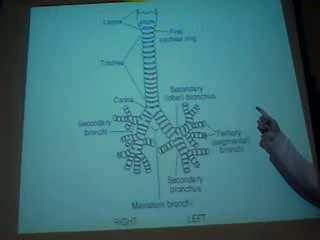 Larynx
First
tracheal ring
Trachea
Carina
Secondary
(lobar) bronchus
Secondary
bronchi
Tertiary
(segmental)
bronchi
Secondary
bronchus
Mainstem bronchi
RIGHT
LEFT